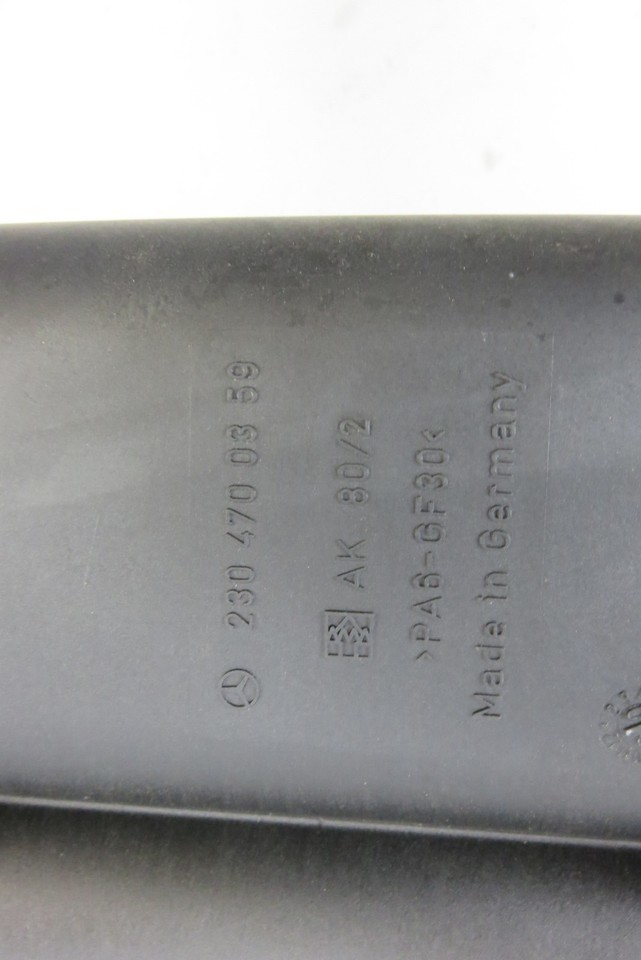 230 470 03 59
AK 80/2
>PA6-GF30<
Made in Germany